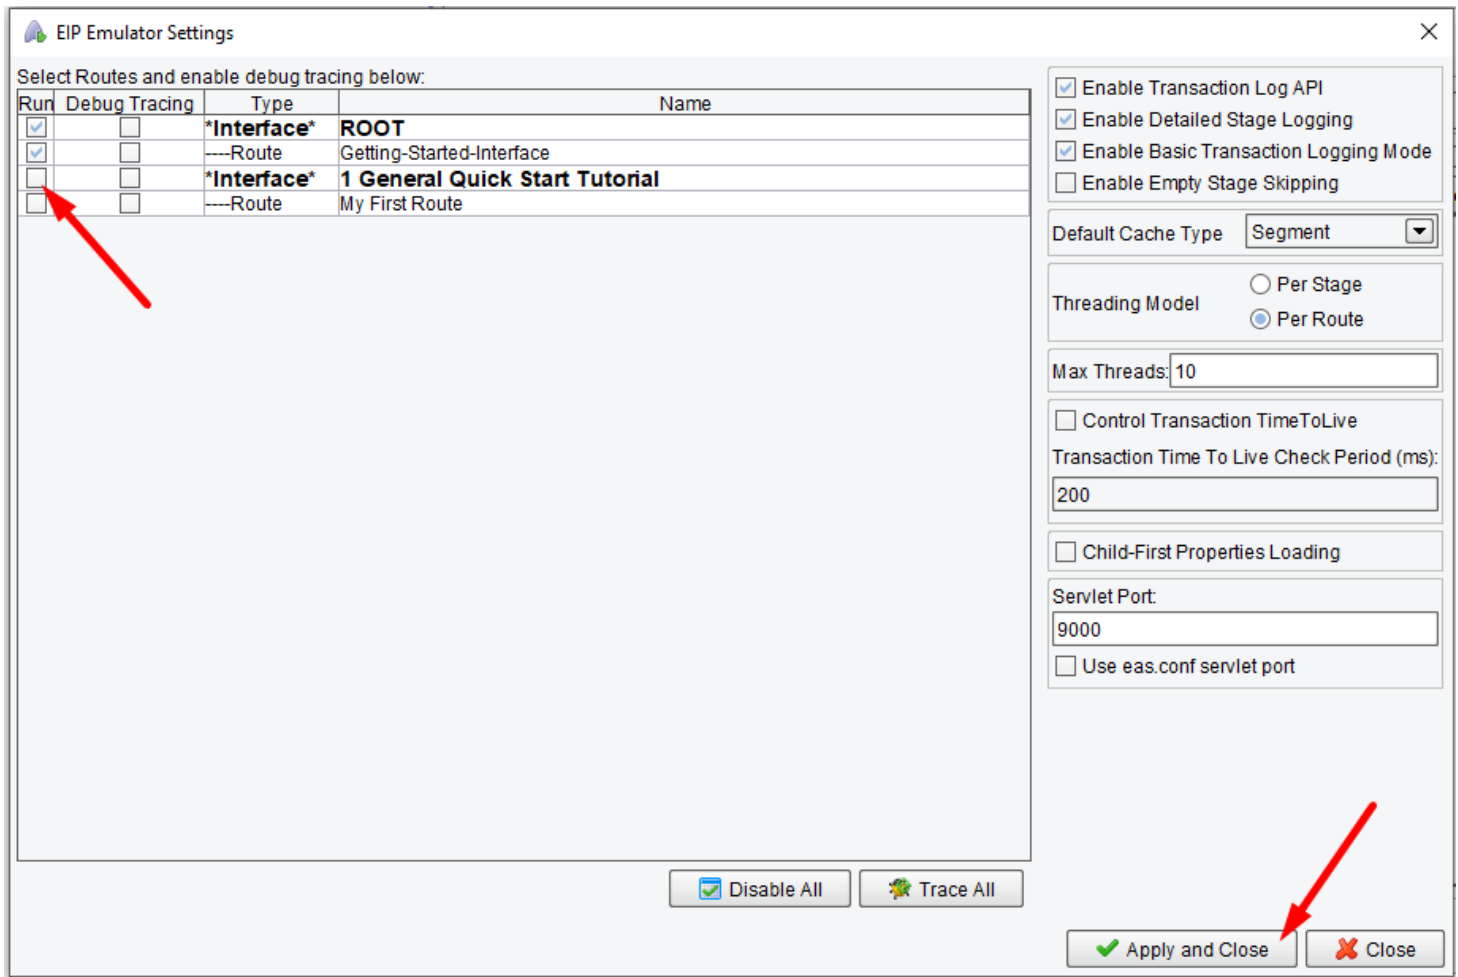 EIP Emulator Settings
Select Routes and enable debug tracing below:
Run Debug Tracing Type Name
*Interface* ROOT
----Route Getting-Started-Interface
*Interface* 1 General Quick Start Tutorial
----Route My First Route
Disable All Trace All
Enable Transaction Log API
Enable Detailed Stage Logging
Enable Basic Transaction Logging Mode
Enable Empty Stage Skipping
Default Cache Type Segment
Threading Model
Per Stage
Per Route
Max Threads: 10
Control Transaction TimeToLive
Transaction Time To Live Check Period (ms):
200
Child-First Properties Loading
Servlet Port:
9000
Use eas.conf servlet port
Apply and Close Close